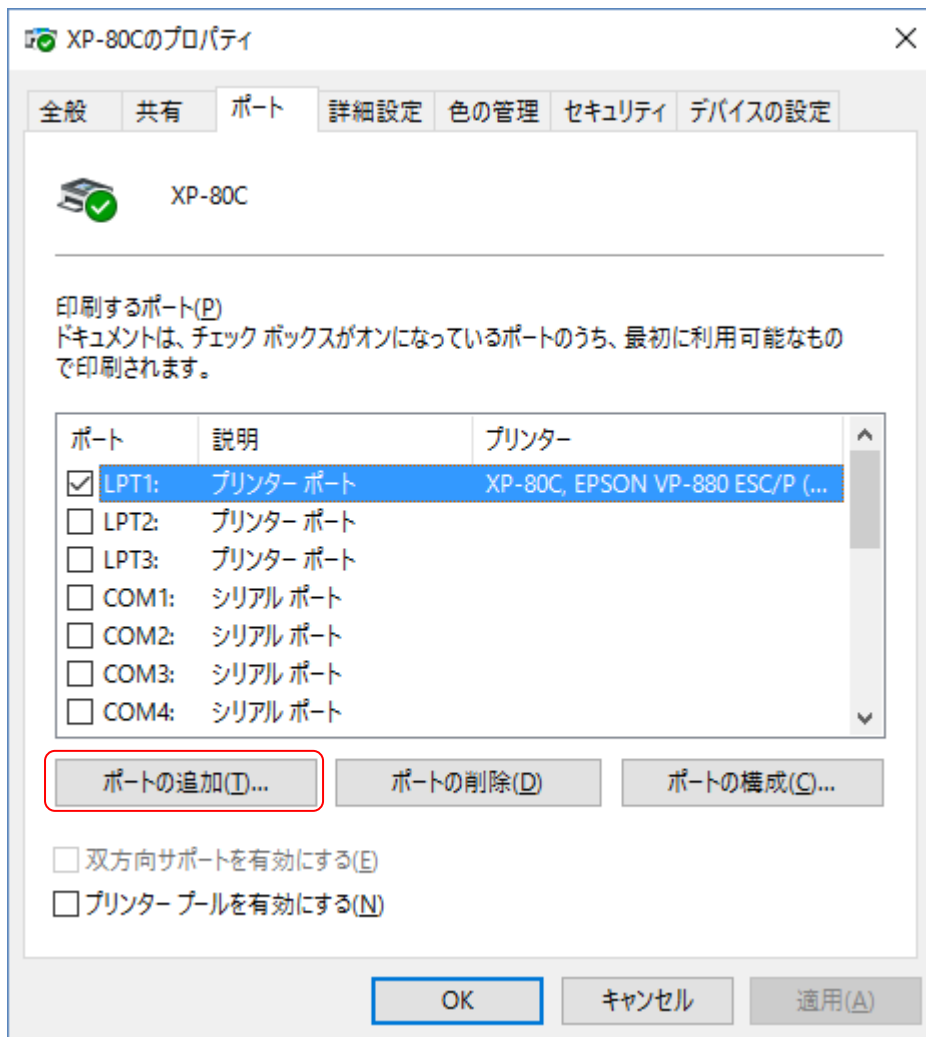 XP-80Cのプロパティ
全般 共有 ポート 詳細設定 色の管理 セキュリティ デバイスの設定
XP-80C
印刷するポート(P)
ドキュメントは、チェック ボックスがオンになっているポートのうち、最初に利用可能なもの
で印刷されます。
ポート 説明 プリンター
LPT1: プリンター ポート XP-80C, EPSON VP-880 ESC/P (...
LPT2: プリンター ポート
LPT3: プリンター ポート
COM1: シリアル ポート
COM2: シリアル ポート
COM3: シリアル ポート
COM4: シリアル ポート
ポートの追加(T)... ポートの削除(D) ポートの構成(C)...
双方向サポートを有効にする(E)
プリンター プールを有効にする(N)
OK キャンセル 適用(A)